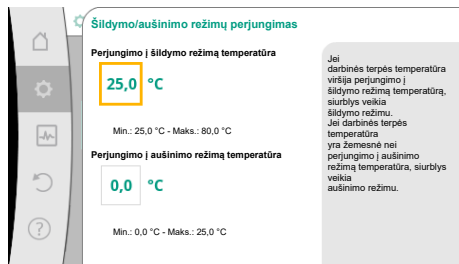 Šildymo/aušinimo režimų perjungimas
Perjungimo į šildymo režimą temperatūra
25,0 °C
Min.: 25,0 °C - Maks.: 80,0 °C
Perjungimo į aušinimo režimą temperatūra
0,0 °C
Min.: 0,0 °C - Maks.: 25,0 °C
Jei
darbinės terpės temperatūra
viršija perjungimo į
šildymo režimą temperatūrą,
siurblys veikia
šildymo režimu.
Jei darbinės terpės
temperatūra
yra žemesnė nei
perjungimo į aušinimo
režimą temperatūra, siurblys
veikia
aušinimo režimu.